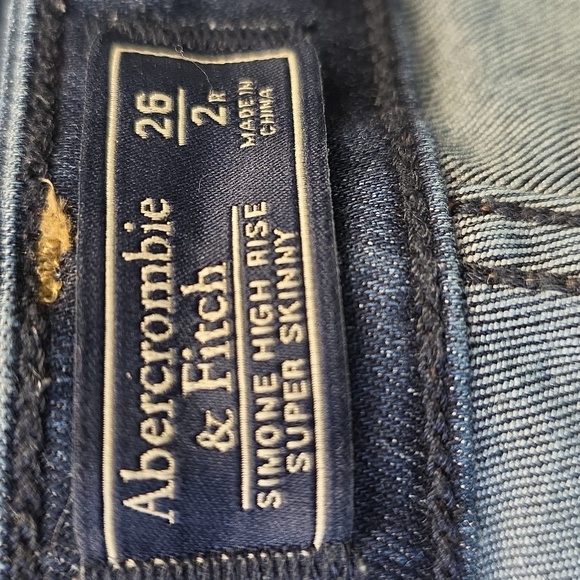 Abercrombie
& Fitch
SIMONE HIGH RISE
SUPER SKINNY
26
2R
MADE IN
CHINA